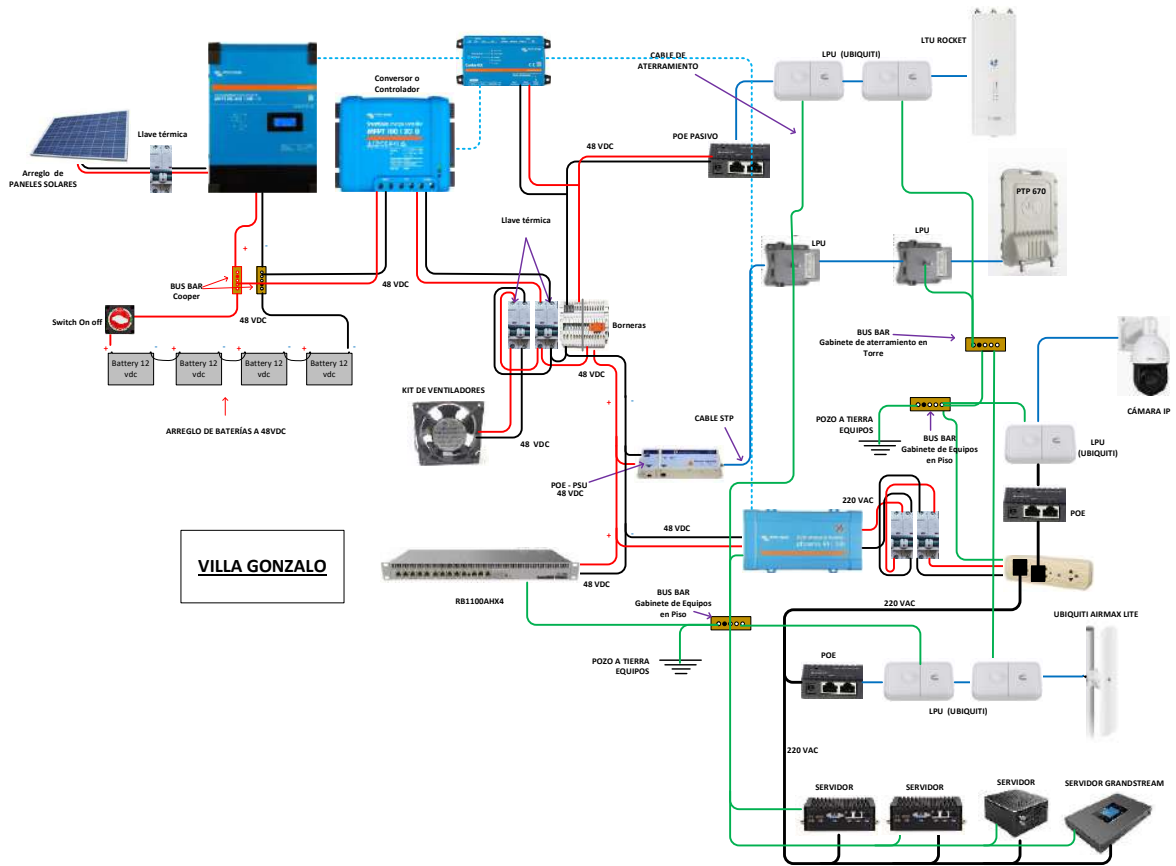 LTU ROCKET
LPU (UBIQUITI)
CABLE DE
ATERRAMIENTO
Conversor o
Controlador
Llave térmica
POE PASIVO
48 VDC
Arreglo de
PANELES SOLARES
PTP 670
Llave térmica
LPU
LPU
+
-
BUS BAR
Cooper
48 VDC
Switch On off
48 VDC
Borneras
BUS BAR
Gabinete de aterramiento en
Torre
+
-
+
-
+
-
+
-
Battery 12
vdc
Battery 12
vdc
Battery 12
vdc
Battery 12
vdc
48 VDC
CÁMARA IP
KIT DE VENTILADORES
+
-
CABLE STP
POZO A TIERRA
EQUIPOS
BUS BAR
Gabinete de Equipos
en Piso
LPU
(UBIQUITI)
ARREGLO DE BATERÍAS A 48VDC
48 VDC
POE - PSU
48 VDC
220 VAC
POE
48 VDC
+
-
VILLA GONZALO
48 VDC
RB1100AHX4
BUS BAR
Gabinete de Equipos
en Piso
220 VAC
UBIQUITI AIRMAX LITE
POZO A TIERRA
EQUIPOS
POE
LPU (UBIQUITI)
220 VAC
SERVIDOR
SERVIDOR
SERVIDOR
SERVIDOR GRANDSTREAM